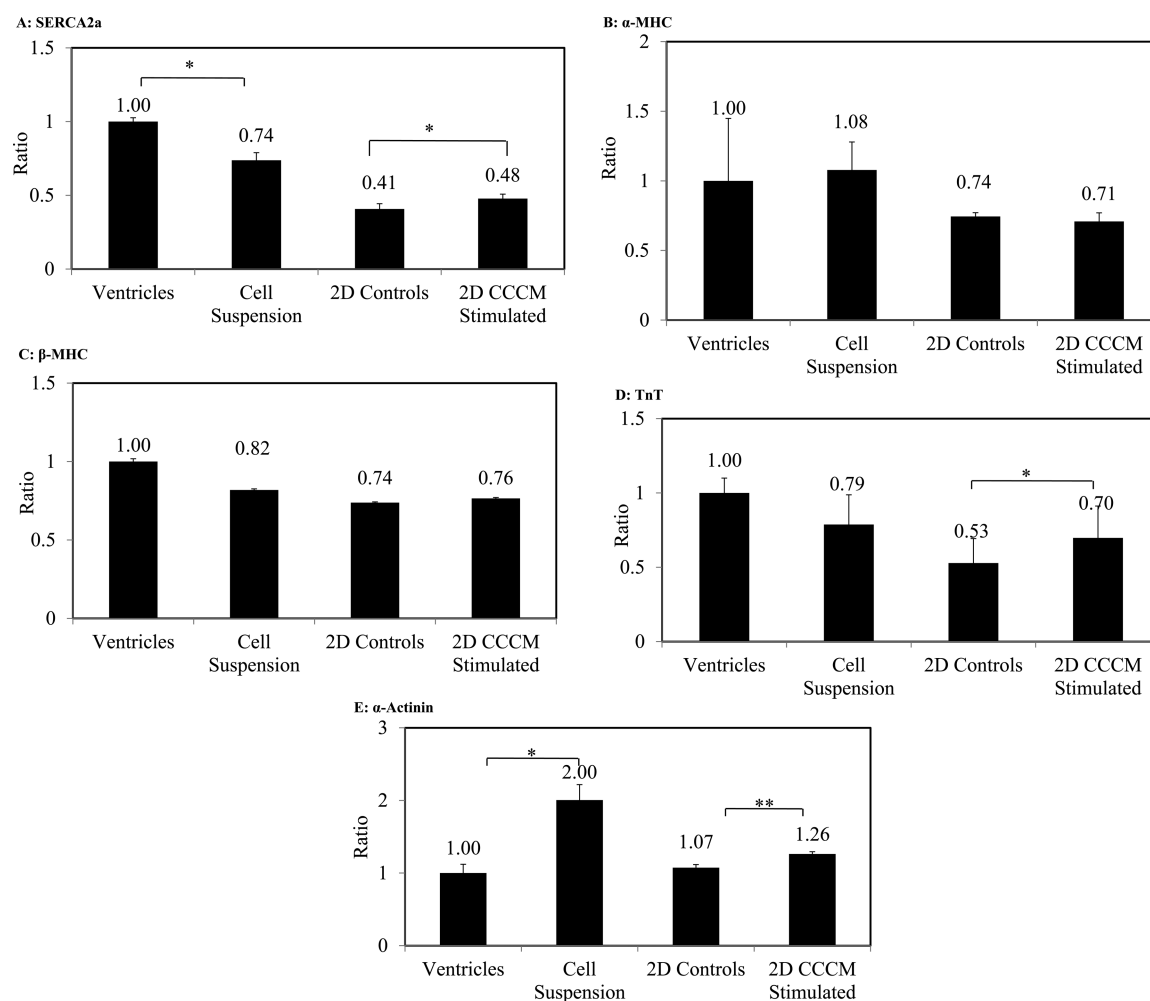 A: SERCA2a
1.5
1
0.5
0
Ratio
*
*
1.00
0.74
0.41
0.48
Ventricles
Cell
Suspension
2D Controls
2D CCCM
Stimulated
B: α-MHC
2
1.5
1
0.5
0
Ratio
1.00
1.08
0.74
0.71
Ventricles
Cell
Suspension
2D Controls
2D CCCM
Stimulated
C: β-MHC
1.5
1
0.5
0
Ratio
1.00
0.82
0.74
0.76
Ventricles
Cell
Suspension
2D Controls
2D CCCM
Stimulated
D: TnT
1.5
1
0.5
0
Ratio
*
1.00
0.79
0.53
0.70
Ventricles
Cell
Suspension
2D Controls
2D CCCM
Stimulated
E: α-Actinin
3
2
1
0
Ratio
*
**
1.00
2.00
1.07
1.26
Ventricles
Cell
Suspension
2D Controls
2D CCCM
Stimulated